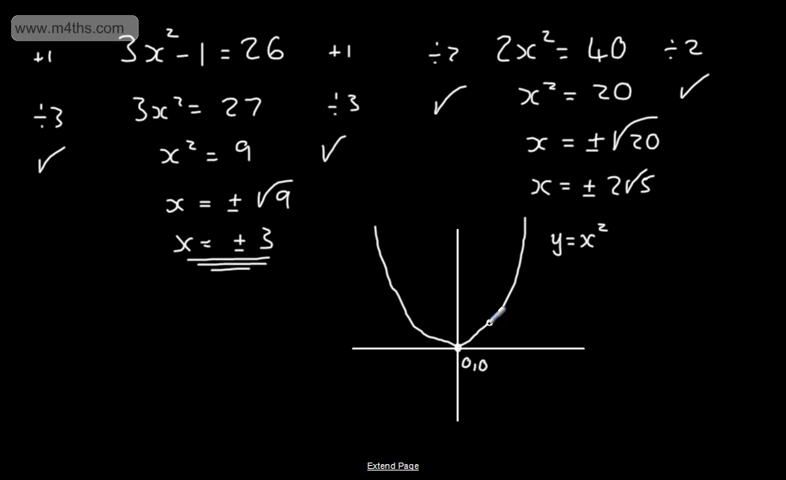 www.m4ths.com
+1 3x²-1=26 +1
÷3 3x²= 27 ÷3
√ x² = 9 √
x = ±√9
x = ± 3
÷2 2x²= 40 ÷2
√ x² = 20 √
x = ±√20
x = ± 2√5
y=x²
0,0
Extend Page